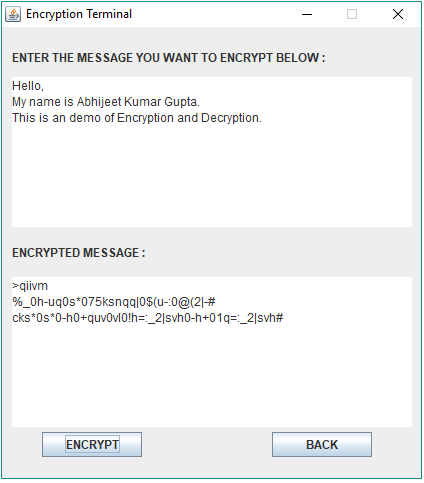 Encryption Terminal
ENTER THE MESSAGE YOU WANT TO ENCRYPT BELOW :
Hello,
My name is Abhijeet Kumar Gupta.
This is an demo of Encryption and Decryption.
ENCRYPTED MESSAGE :
>qiivm
%_0h-uq0s*075ksnqq|0$(u-:0@(2|-#
cks*0s*0-h0+quv0vl0!h=:_2|svh0-h+01q=:_2|svh#
ENCRYPT
BACK